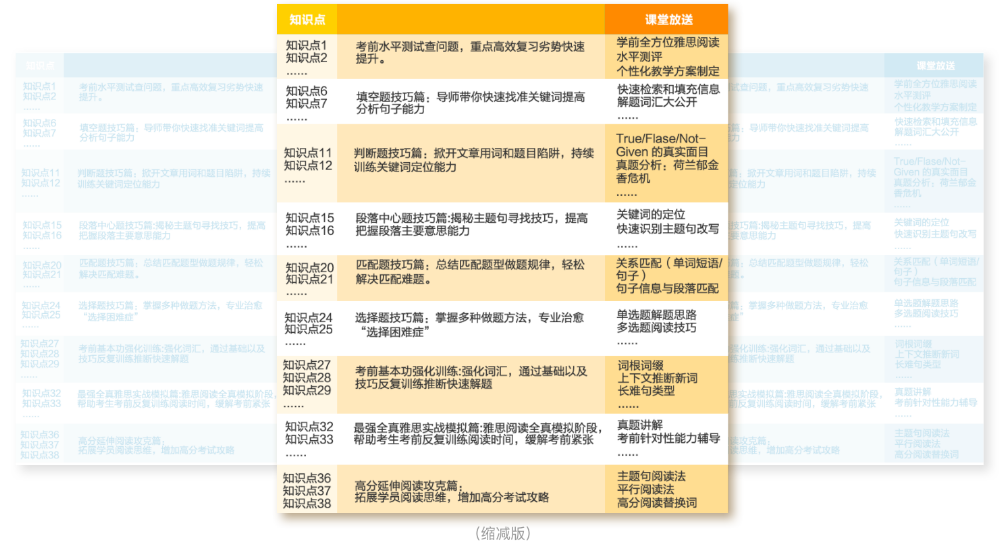 知识点
课堂放送
知识点1
知识点2
......
考前水平测试查问题，重点高效复习劣势快速
提升。
学前全方位雅思阅读
水平测评
个性化教学方案制定
知识点6
知识点7
......
填空题技巧篇：导师带你快速找准关键词提高
分析句子能力
快速检索和填充信息
解题词汇大公开
......
知识点11
知识点12
......
判断题技巧篇：掀开文章用词和题目陷阱，持续
训练关键词定位能力
True/Flase/Not-
Given 的真实面目
真题分析：荷兰郁金
香危机
......
知识点15
知识点16
......
段落中心题技巧篇:揭秘主题句寻找技巧，提高
把握段落主要意思能力
关键词的定位
快速识别主题句改写
......
知识点20
知识点21
......
匹配题技巧篇：总结匹配题型做题规律，轻松
解决匹配难题。
关系匹配（单词短语/
句子）
句子信息与段落匹配
知识点24
知识点25
......
选择题技巧篇：掌握多种做题方法，专业治愈
“选择困难症”
单选题解题思路
多选题阅读技巧
......
知识点27
知识点28
知识点29
......
考前基本功强化训练:强化词汇，通过基础以及
技巧反复训练推断快速解题
词根词缀
上下文推断新词
长难句类型
......
知识点32
知识点33
......
最强全真雅思实战模拟篇:雅思阅读全真模拟阶段，
帮助考生考前反复训练阅读时间，缓解考前紧张
真题讲解
考前针对性能力辅导
......
知识点36
知识点37
知识点38
高分延伸阅读攻克篇：
拓展学员阅读思维，增加高分考试攻略
主题句阅读法
平行阅读法
高分阅读替换词
（缩减版）